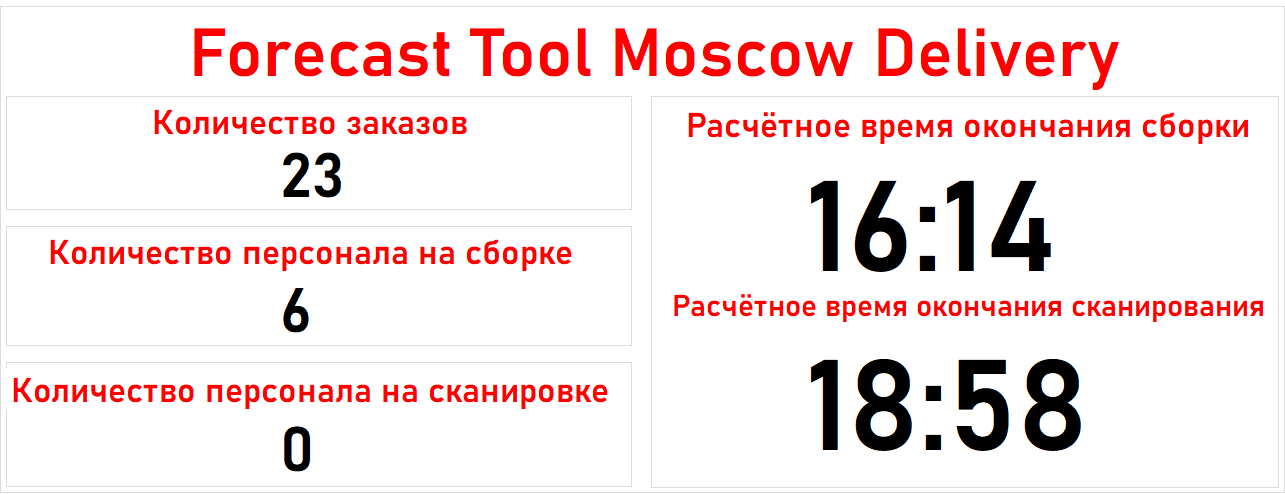 Forecast Tool Moscow Delivery
Количество заказов
23
Количество персонала на сборке
6
Количество персонала на сканировке
0
Расчётное время окончания сборки
16:14
Расчётное время окончания сканирования
18:58